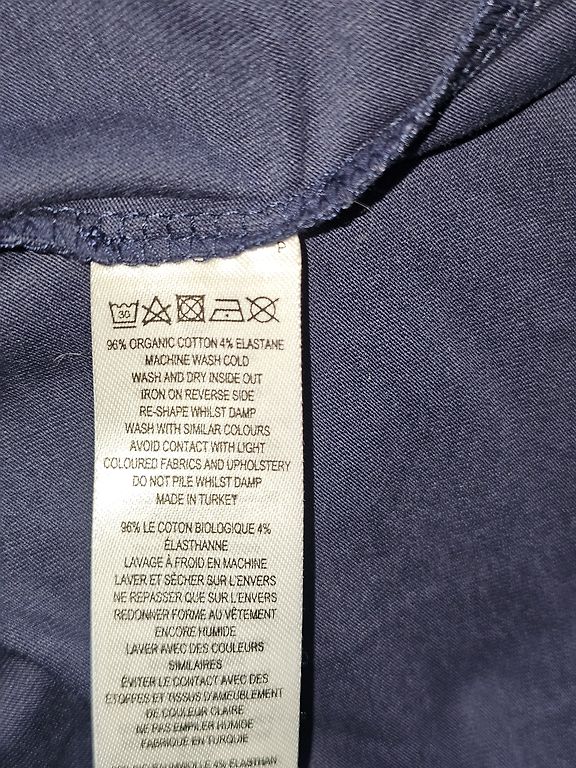 P
30
96% ORGANIC COTTON 4% ELASTANE
MACHINE WASH COLD
WASH AND DRY INSIDE OUT
IRON ON REVERSE SIDE
RE-SHAPE WHILST DAMP
WASH WITH SIMILAR COLOURS
AVOID CONTACT WITH LIGHT
COLOURED FABRICS AND UPHOLSTERY
DO NOT PILE WHILST DAMP
MADE IN TURKEY
96% LE COTON BIOLOGIQUE 4%
ÉLASTHANNE
LAVAGE À FROID EN MACHINE
LAVER ET SÉCHER SUR L'ENVERS
NE REPASSER QUE SUR L'ENVERS
REDONNER FORME AU VÊTEMENT
ENCORE HUMIDE
LAVER AVEC DES COULEURS
SIMILAIRES
ÉVITER LE CONTACT AVEC DES
ÉTOFFES ET TISSUS D'AMEUBLEMENT
DE COULEUR CLAIRE
NE PAS EMPILER HUMIDE
FABRIQUÉ EN TURQUIE
4% ELASTHAN